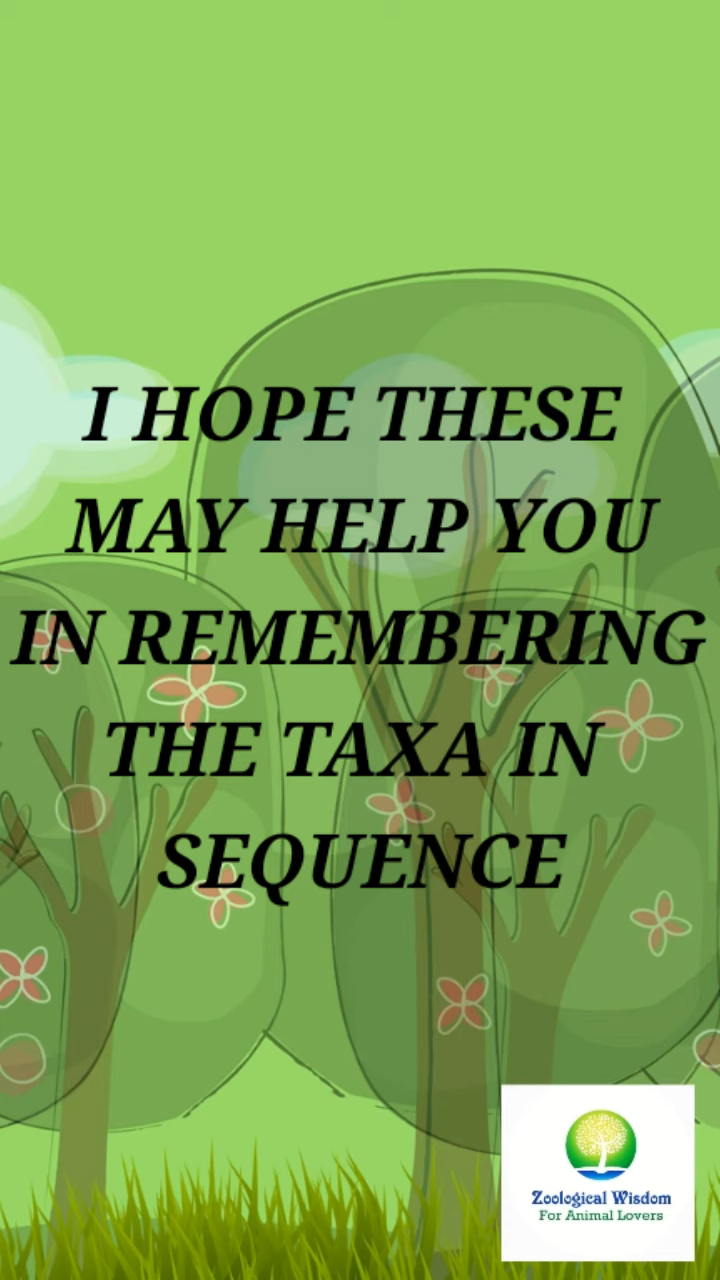 I HOPE THESE
MAY HELP YOU
IN REMEMBERING
THE TAXA IN
SEQUENCE
Zoological Wisdom
For Animal Lovers